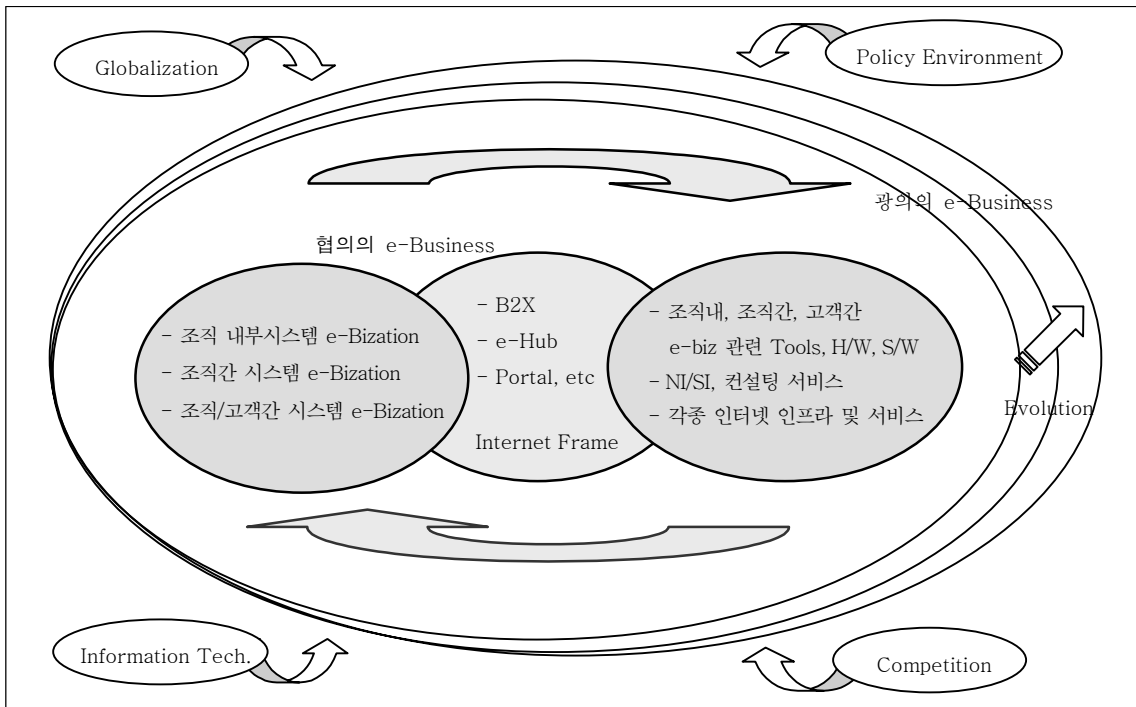 Globalization
Policy Environment
광의의 e-Business
협의의 e-Business
- 조직 내부시스템 e-Bization
- 조직간 시스템 e-Bization
- 조직/고객간 시스템 e-Bization
- B2X
- e-Hub
- Portal, etc
Internet Frame
- 조직내, 조직간, 고객간
e-biz 관련 Tools, H/W, S/W
- NI/SI, 컨설팅 서비스
- 각종 인터넷 인프라 및 서비스
Evolution
Information Tech.
Competition